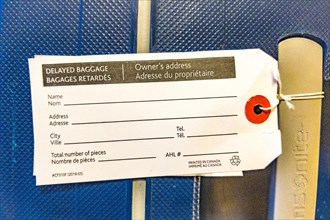 DELAYED BAGGAGE
BAGAGES RETARDÉS
Owner's address
Adresse du propriétaire
Name
Nom
Address
Adresse
City
Ville
Tel.
Tél.
Total number of pieces
Nombre de pièces
AHL #
PRINTED IN CANADA
IMPRIMÉ AU CANADA
samsonite